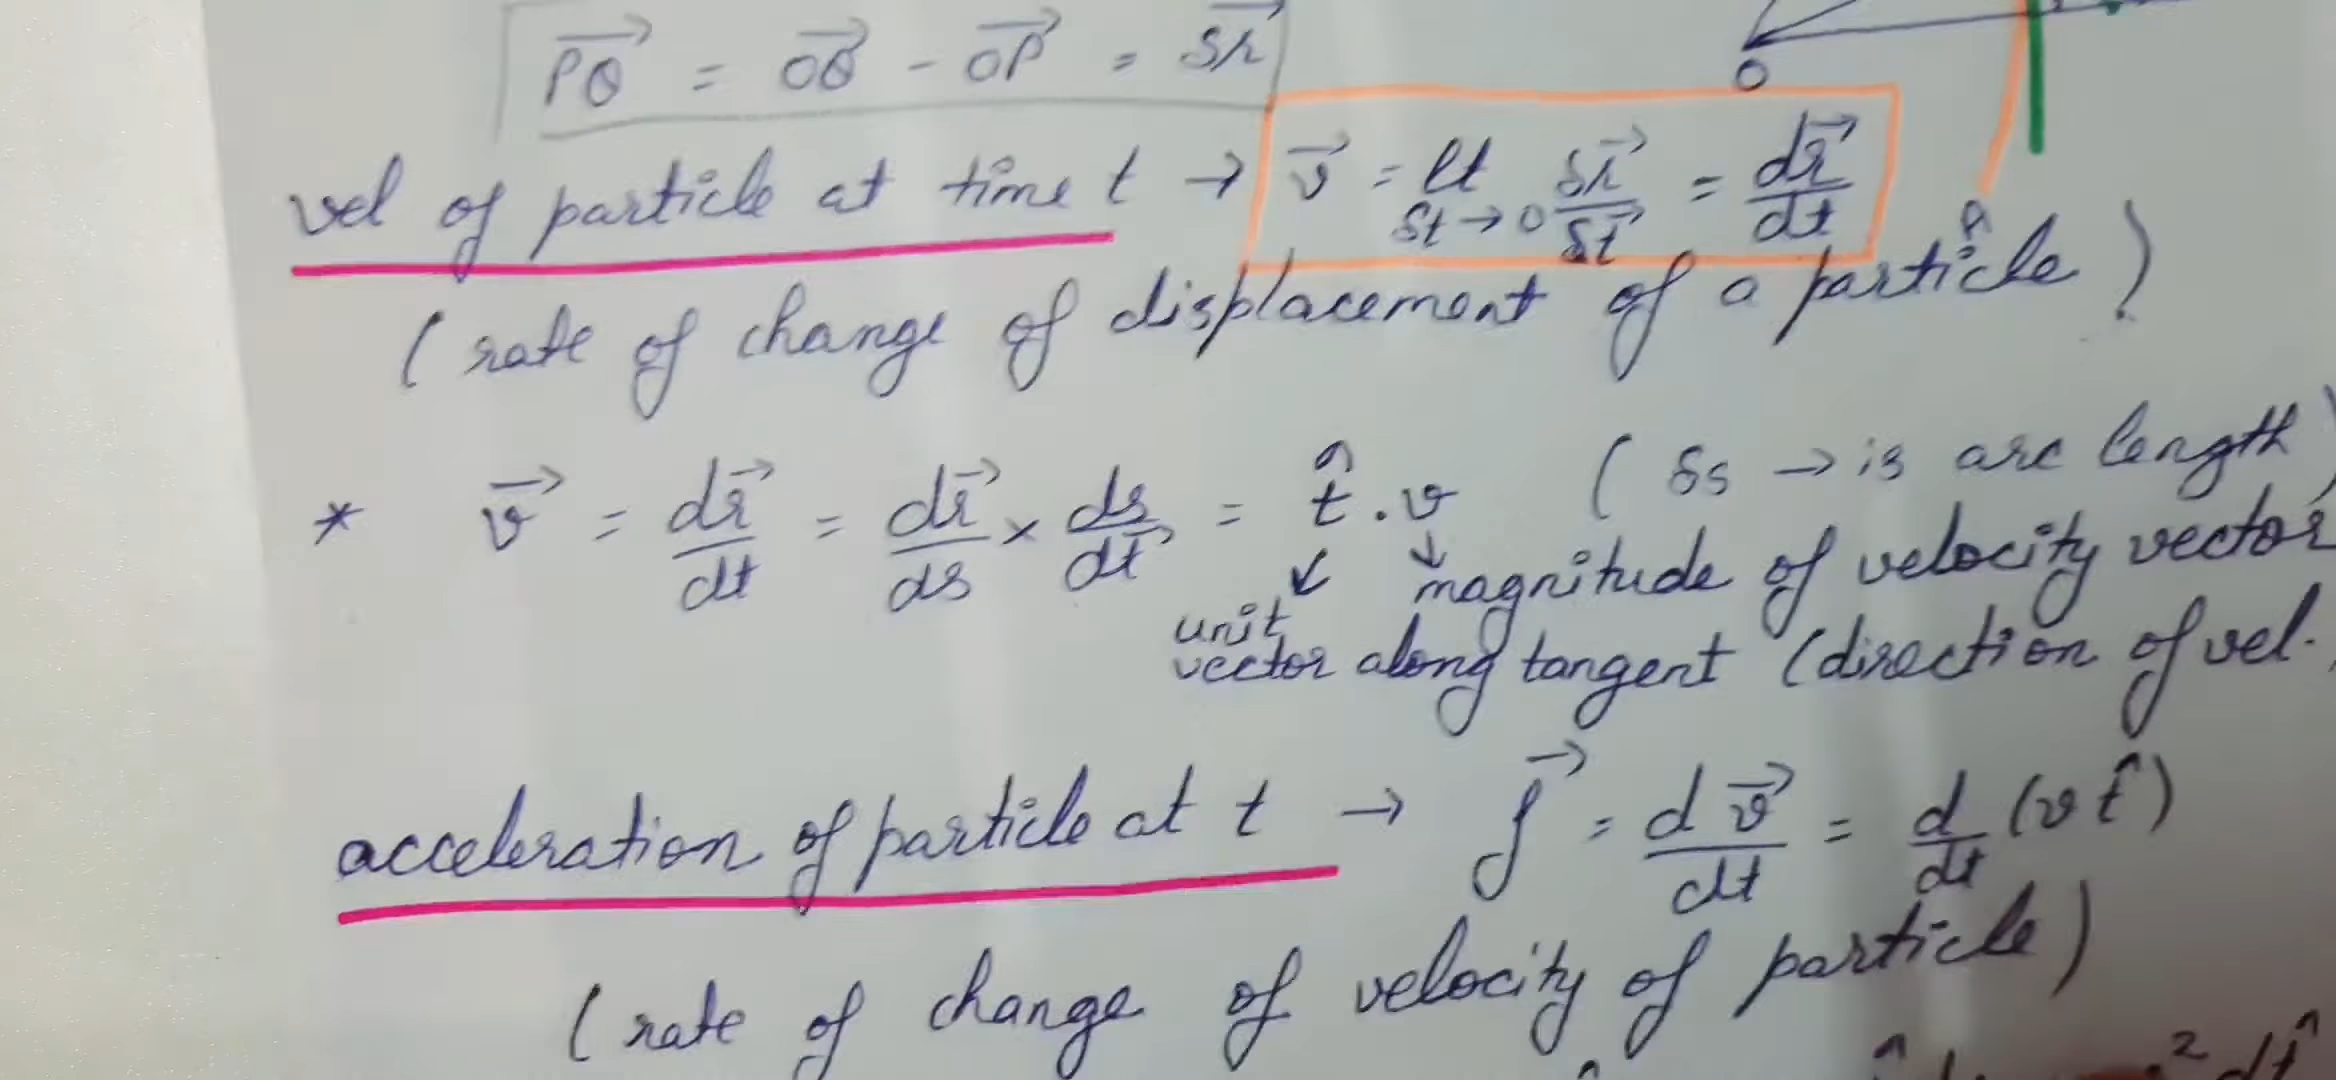 PQ⃗ = OQ⃗ - OP⃗ = δr⃗
O
vel of particle at time t → v⃗ = lt δt→0 δr⃗/δt = dr⃗/dt
(rate of change of displacement of a particle)
* v⃗ = dr⃗/dt = dr⃗/ds × ds/dt = t̂ . v (δs → is arc length)
↓ ↓ magnitude of velocity vector
unit vector along tangent (direction of vel.
acceleration of particle at t → f⃗ = dv⃗/dt = d/dt (v t̂)
(rate of change of velocity of particle)